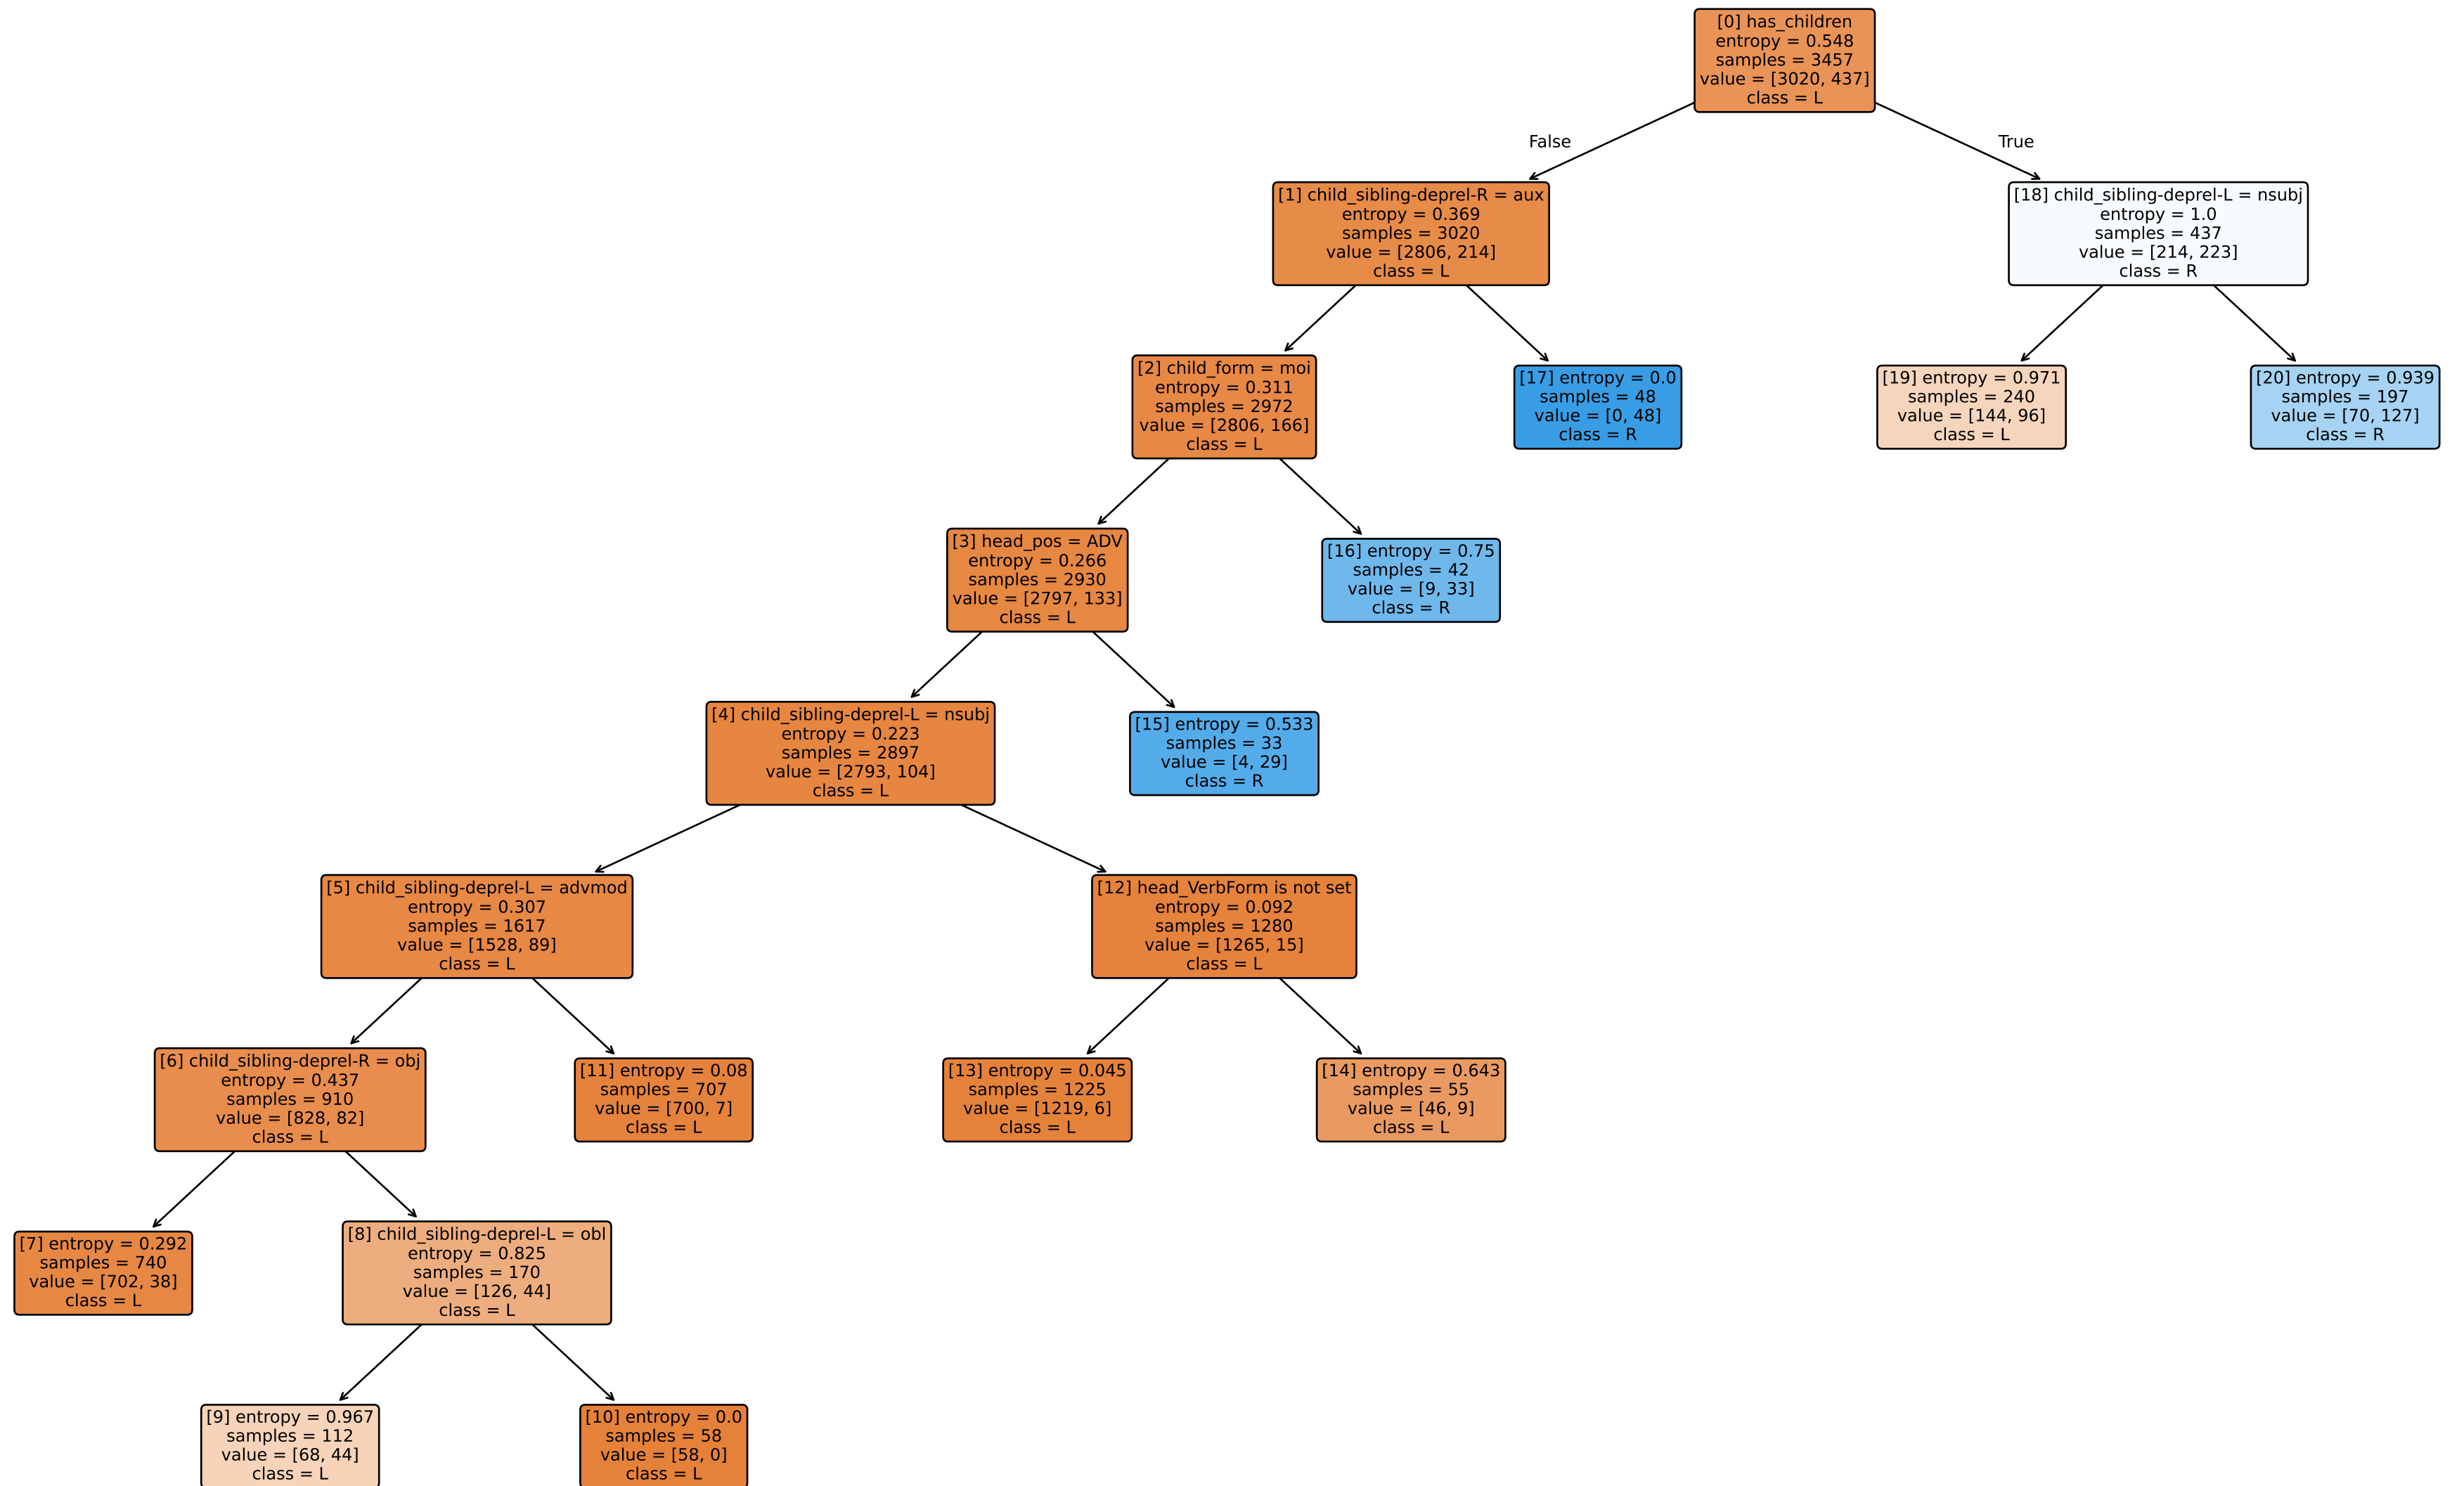 [0] has_children
entropy = 0.548
samples = 3457
value = [3020, 437]
class = L
False
True
[1] child_sibling-deprel-R = aux
entropy = 0.369
samples = 3020
value = [2806, 214]
class = L
[18] child_sibling-deprel-L = nsubj
entropy = 1.0
samples = 437
value = [214, 223]
class = R
[2] child_form = moi
entropy = 0.311
samples = 2972
value = [2806, 166]
class = L
[17] entropy = 0.0
samples = 48
value = [0, 48]
class = R
[19] entropy = 0.971
samples = 240
value = [144, 96]
class = L
[20] entropy = 0.939
samples = 197
value = [70, 127]
class = R
[3] head_pos = ADV
entropy = 0.266
samples = 2930
value = [2797, 133]
class = L
[16] entropy = 0.75
samples = 42
value = [9, 33]
class = R
[4] child_sibling-deprel-L = nsubj
entropy = 0.223
samples = 2897
value = [2793, 104]
class = L
[15] entropy = 0.533
samples = 33
value = [4, 29]
class = R
[5] child_sibling-deprel-L = advmod
entropy = 0.307
samples = 1617
value = [1528, 89]
class = L
[12] head_VerbForm is not set
entropy = 0.092
samples = 1280
value = [1265, 15]
class = L
[6] child_sibling-deprel-R = obj
entropy = 0.437
samples = 910
value = [828, 82]
class = L
[11] entropy = 0.08
samples = 707
value = [700, 7]
class = L
[13] entropy = 0.045
samples = 1225
value = [1219, 6]
class = L
[14] entropy = 0.643
samples = 55
value = [46, 9]
class = L
[7] entropy = 0.292
samples = 740
value = [702, 38]
class = L
[8] child_sibling-deprel-L = obl
entropy = 0.825
samples = 170
value = [126, 44]
class = L
[9] entropy = 0.967
samples = 112
value = [68, 44]
class = L
[10] entropy = 0.0
samples = 58
value = [58, 0]
class = L